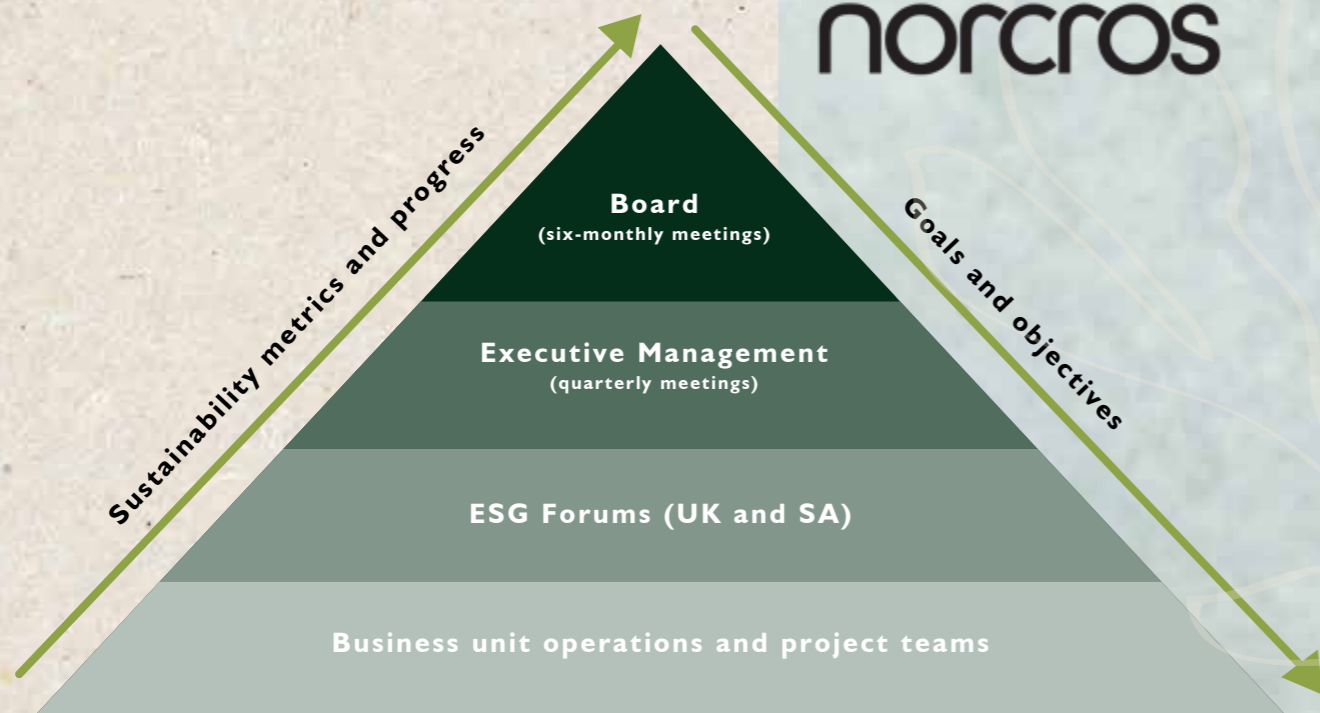 norcros
Sustainability metrics and progress
Goals and objectives
Board
(six-monthly meetings)
Executive Management
(quarterly meetings)
ESG Forums (UK and SA)
Business unit operations and project teams